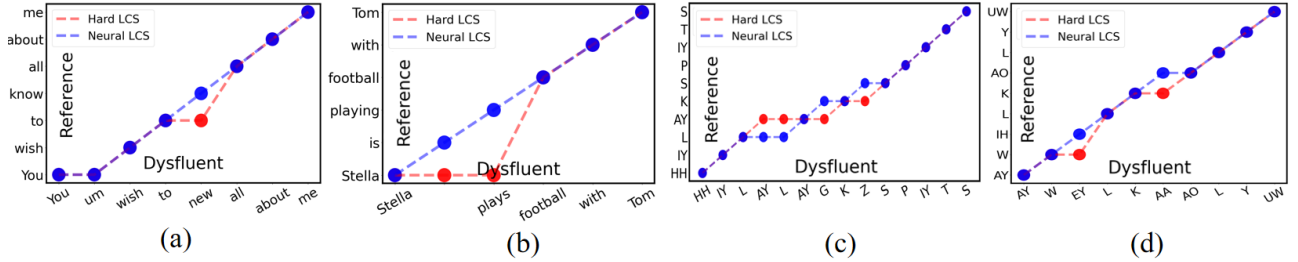 me
about
all
know
to
wish
You
Reference
Hard LCS
Neural LCS
Dysfluent
You
um
wish
to
new
all
about
me
(a)
Tom
with
football
playing
is
Stella
Reference
Hard LCS
Neural LCS
Dysfluent
Stella
plays
football
with
Tom
(b)
S
T
IY
P
S
K
AY
L
IY
HH
Reference
Hard LCS
Neural LCS
Dysfluent
HH
IY
L
AY
L
AY
G
K
Z
S
P
IY
T
S
(c)
UW
Y
L
AO
K
L
IH
W
AY
Reference
Hard LCS
Neural LCS
Dysfluent
AY
W
EY
L
K
AA
AO
L
Y
UW
(d)